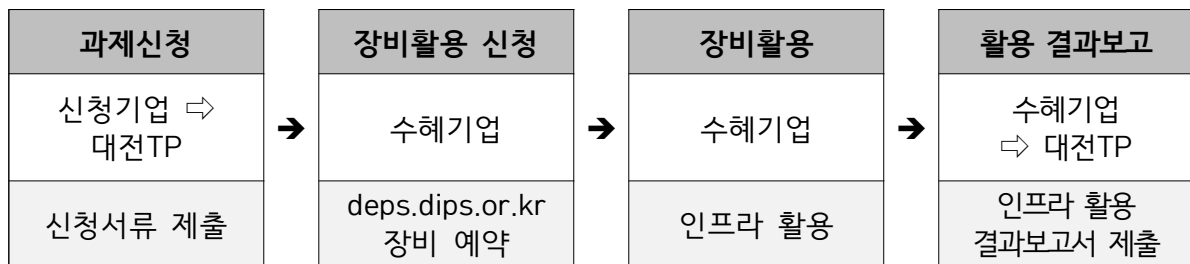 과제신청
신청기업 ⇨
대전TP
신청서류 제출
➔
장비활용 신청
수혜기업
deps.dips.or.kr
장비 예약
➔
장비활용
수혜기업
인프라 활용
➔
활용 결과보고
수혜기업
⇨ 대전TP
인프라 활용
결과보고서 제출